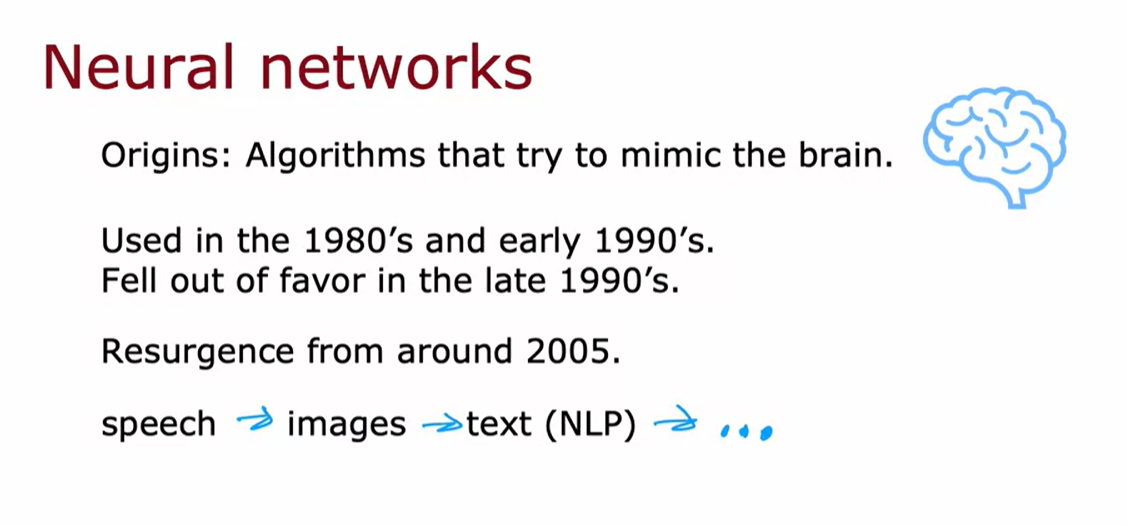 Neural networks
Origins: Algorithms that try to mimic the brain.
Used in the 1980’s and early 1990’s.
Fell out of favor in the late 1990’s.
Resurgence from around 2005.
speech → images → text (NLP) → ...